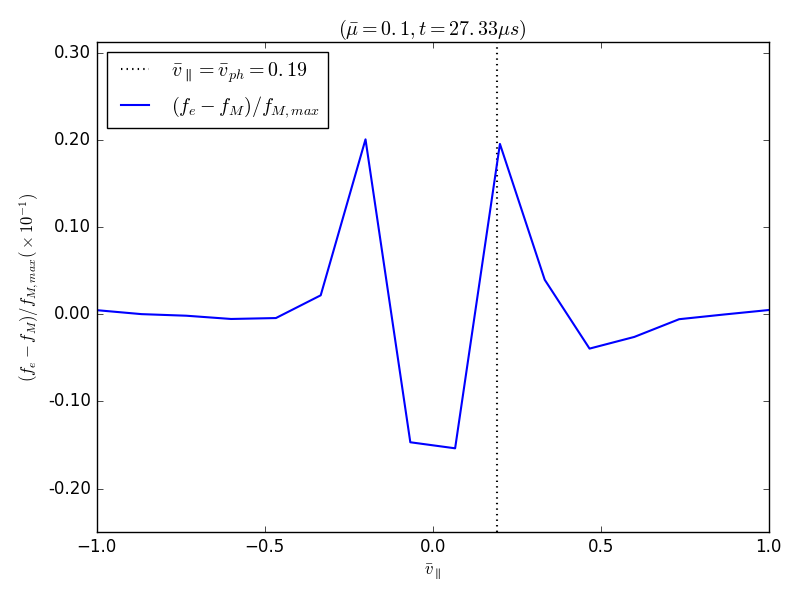 (μ̄ = 0.1, t = 27.33μs)
v̄∥ = v̄ph = 0.19
(fe − fM)/fM,max
0.30
0.20
0.10
0.00
-0.10
-0.20
(fe − fM)/fM,max(×10⁻¹)
−1.0 −0.5 0.0 0.5 1.0
v̄∥